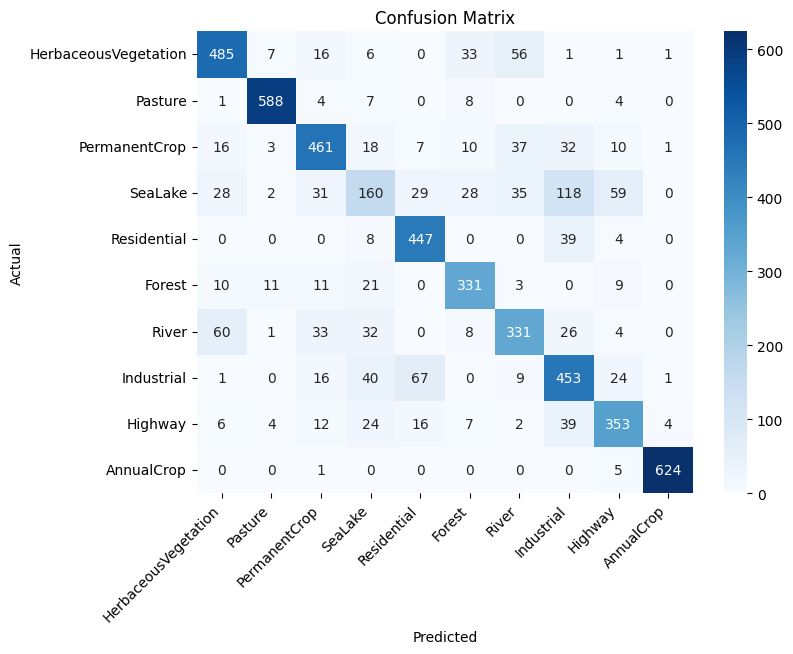 Confusion Matrix
HerbaceousVegetation 485 7 16 6 0 33 56 1 1 1
Pasture 1 588 4 7 0 8 0 0 4 0
PermanentCrop 16 3 461 18 7 10 37 32 10 1
SeaLake 28 2 31 160 29 28 35 118 59 0
Residential 0 0 0 8 447 0 0 39 4 0
Forest 10 11 11 21 0 331 3 0 9 0
River 60 1 33 32 0 8 331 26 4 0
Industrial 1 0 16 40 67 0 9 453 24 1
Highway 6 4 12 24 16 7 2 39 353 4
AnnualCrop 0 0 1 0 0 0 0 0 5 624
Actual
HerbaceousVegetation
Pasture
PermanentCrop
SeaLake
Residential
Forest
River
Industrial
Highway
AnnualCrop
Predicted
600
500
400
300
200
100
0